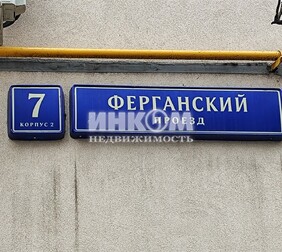 7
КОРПУС 2
ФЕРГАНСКИЙ
ПРОЕЗД
ИНКОМ
НЕДВИЖИМОСТЬ